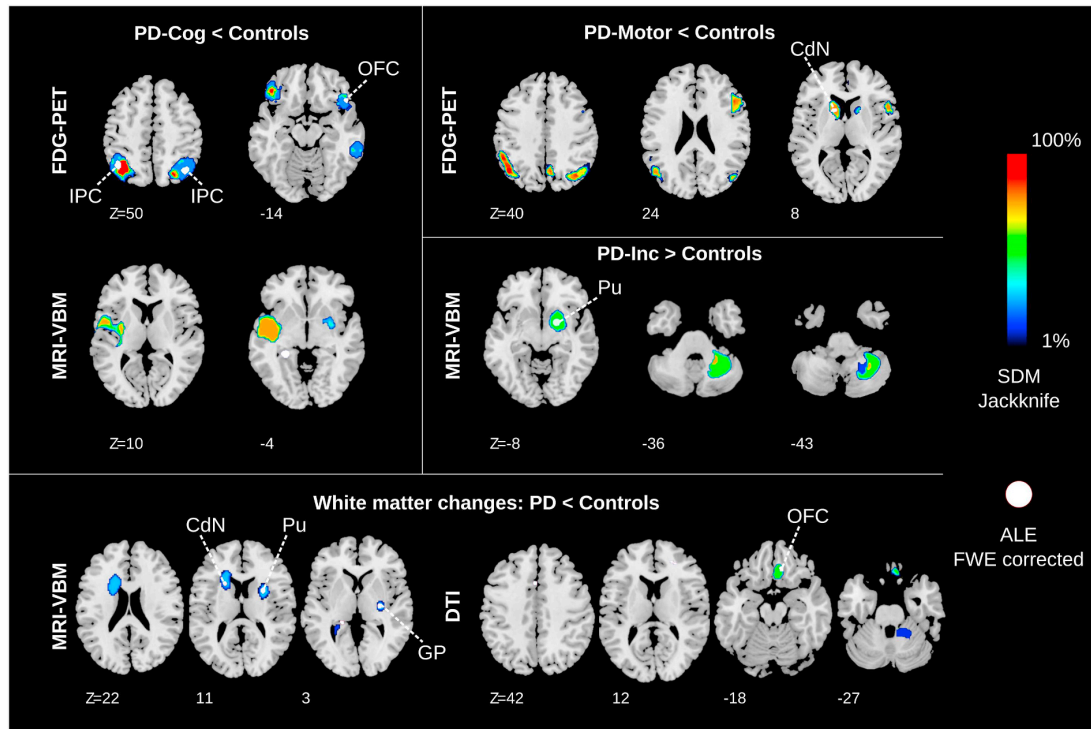 PD-Cog < Controls
FDG-PET
OFC
IPC
IPC
Z=50
-14
MRI-VBM
Z=10
-4
PD-Motor < Controls
FDG-PET
CdN
Z=40
24
8
PD-Inc > Controls
MRI-VBM
Pu
Z=-8
-36
-43
White matter changes: PD < Controls
MRI-VBM
CdN
Pu
GP
Z=22
11
3
DTI
OFC
Z=42
12
-18
-27
100%
1%
SDM
Jackknife
ALE
FWE corrected